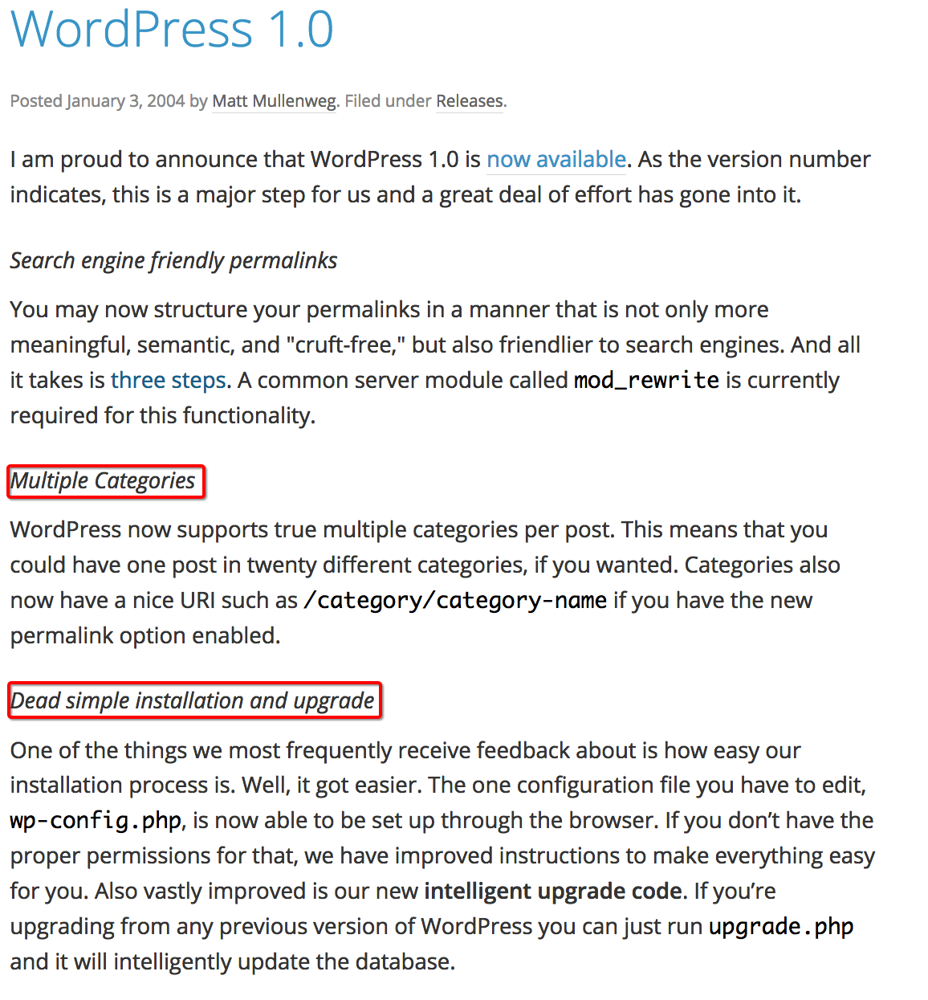 WordPress 1.0
Posted January 3, 2004 by Matt Mullenweg. Filed under Releases.
I am proud to announce that WordPress 1.0 is now available. As the version number
indicates, this is a major step for us and a great deal of effort has gone into it.
Search engine friendly permalinks
You may now structure your permalinks in a manner that is not only more
meaningful, semantic, and "cruft-free," but also friendlier to search engines. And all
it takes is three steps. A common server module called mod_rewrite is currently
required for this functionality.
Multiple Categories
WordPress now supports true multiple categories per post. This means that you
could have one post in twenty different categories, if you wanted. Categories also
now have a nice URI such as /category/category-name if you have the new
permalink option enabled.
Dead simple installation and upgrade
One of the things we most frequently receive feedback about is how easy our
installation process is. Well, it got easier. The one configuration file you have to edit,
wp-config.php, is now able to be set up through the browser. If you don’t have the
proper permissions for that, we have improved instructions to make everything easy
for you. Also vastly improved is our new intelligent upgrade code. If you’re
upgrading from any previous version of WordPress you can just run upgrade.php
and it will intelligently update the database.